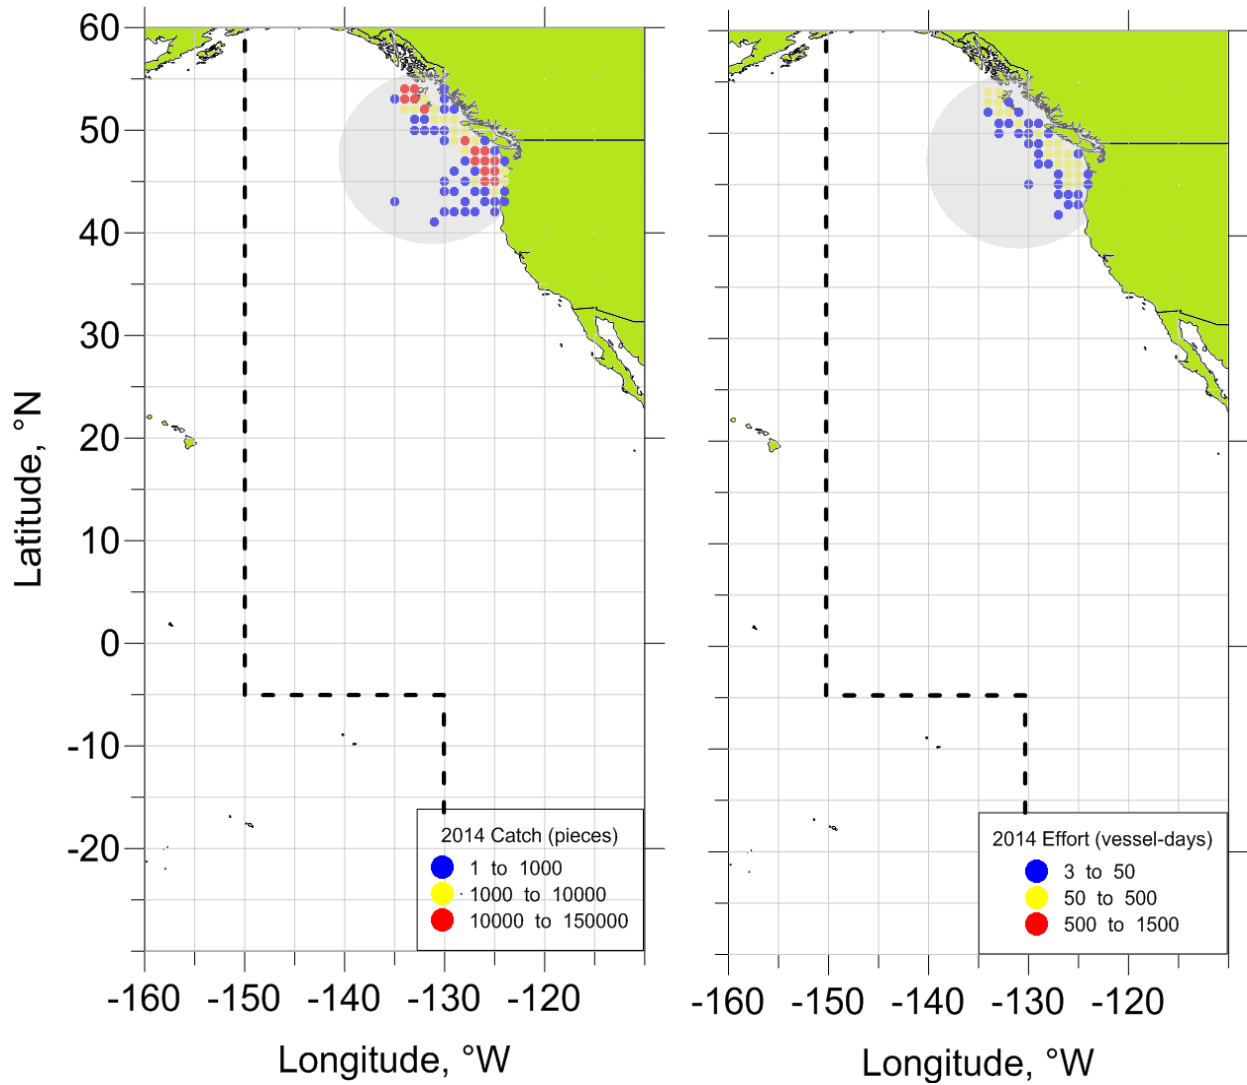 60
50
40
30
20
10
0
-10
-20
Latitude, °N
-160 -150 -140 -130 -120
Longitude, °W
2014 Catch (pieces)
1 to 1000
1000 to 10000
10000 to 150000
-160 -150 -140 -130 -120
Longitude, °W
2014 Effort (vessel-days)
3 to 50
50 to 500
500 to 1500